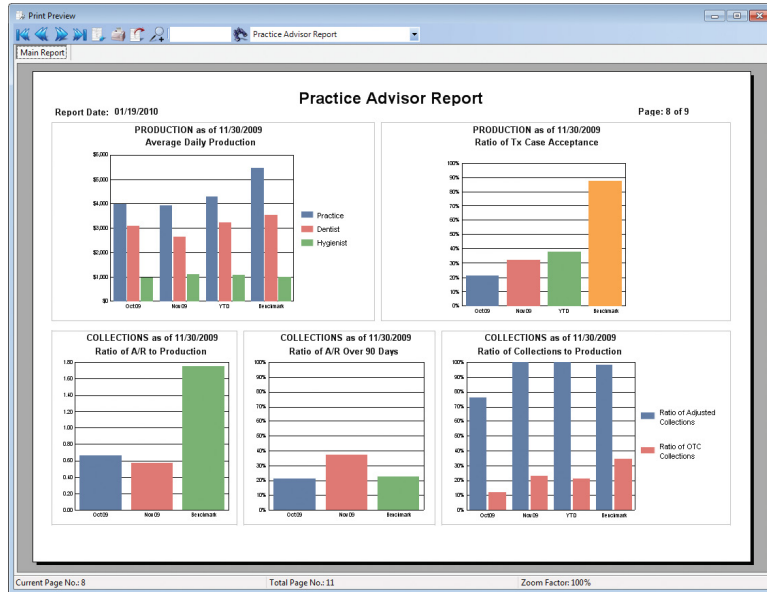 Print Preview
Practice Advisor Report
Main Report
Practice Advisor Report
Report Date: 01/19/2010
Page: 8 of 9
PRODUCTION as of 11/30/2009
Average Daily Production
$6,000
$5,000
$4,000
$3,000
$2,000
$1,000
$0
Oct09 Nov09 YTD Benchmark
Practice
Dentist
Hygienist
PRODUCTION as of 11/30/2009
Ratio of Tx Case Acceptance
100%
90%
80%
70%
60%
50%
40%
30%
20%
10%
0%
Oct09 Nov09 YTD Benchmark
COLLECTIONS as of 11/30/2009
Ratio of A/R to Production
1.80
1.60
1.40
1.20
1.00
0.80
0.60
0.40
0.20
0.00
Oct09 Nov09 Benchmark
COLLECTIONS as of 11/30/2009
Ratio of A/R Over 90 Days
100%
90%
80%
70%
60%
50%
40%
30%
20%
10%
0%
Oct09 Nov09 Benchmark
COLLECTIONS as of 11/30/2009
Ratio of Collections to Production
100%
90%
80%
70%
60%
50%
40%
30%
20%
10%
0%
Oct09 Nov09 YTD Benchmark
Ratio of Adjusted
Collections
Ratio of OTC
Collections
Current Page No.: 8
Total Page No.: 11
Zoom Factor: 100%